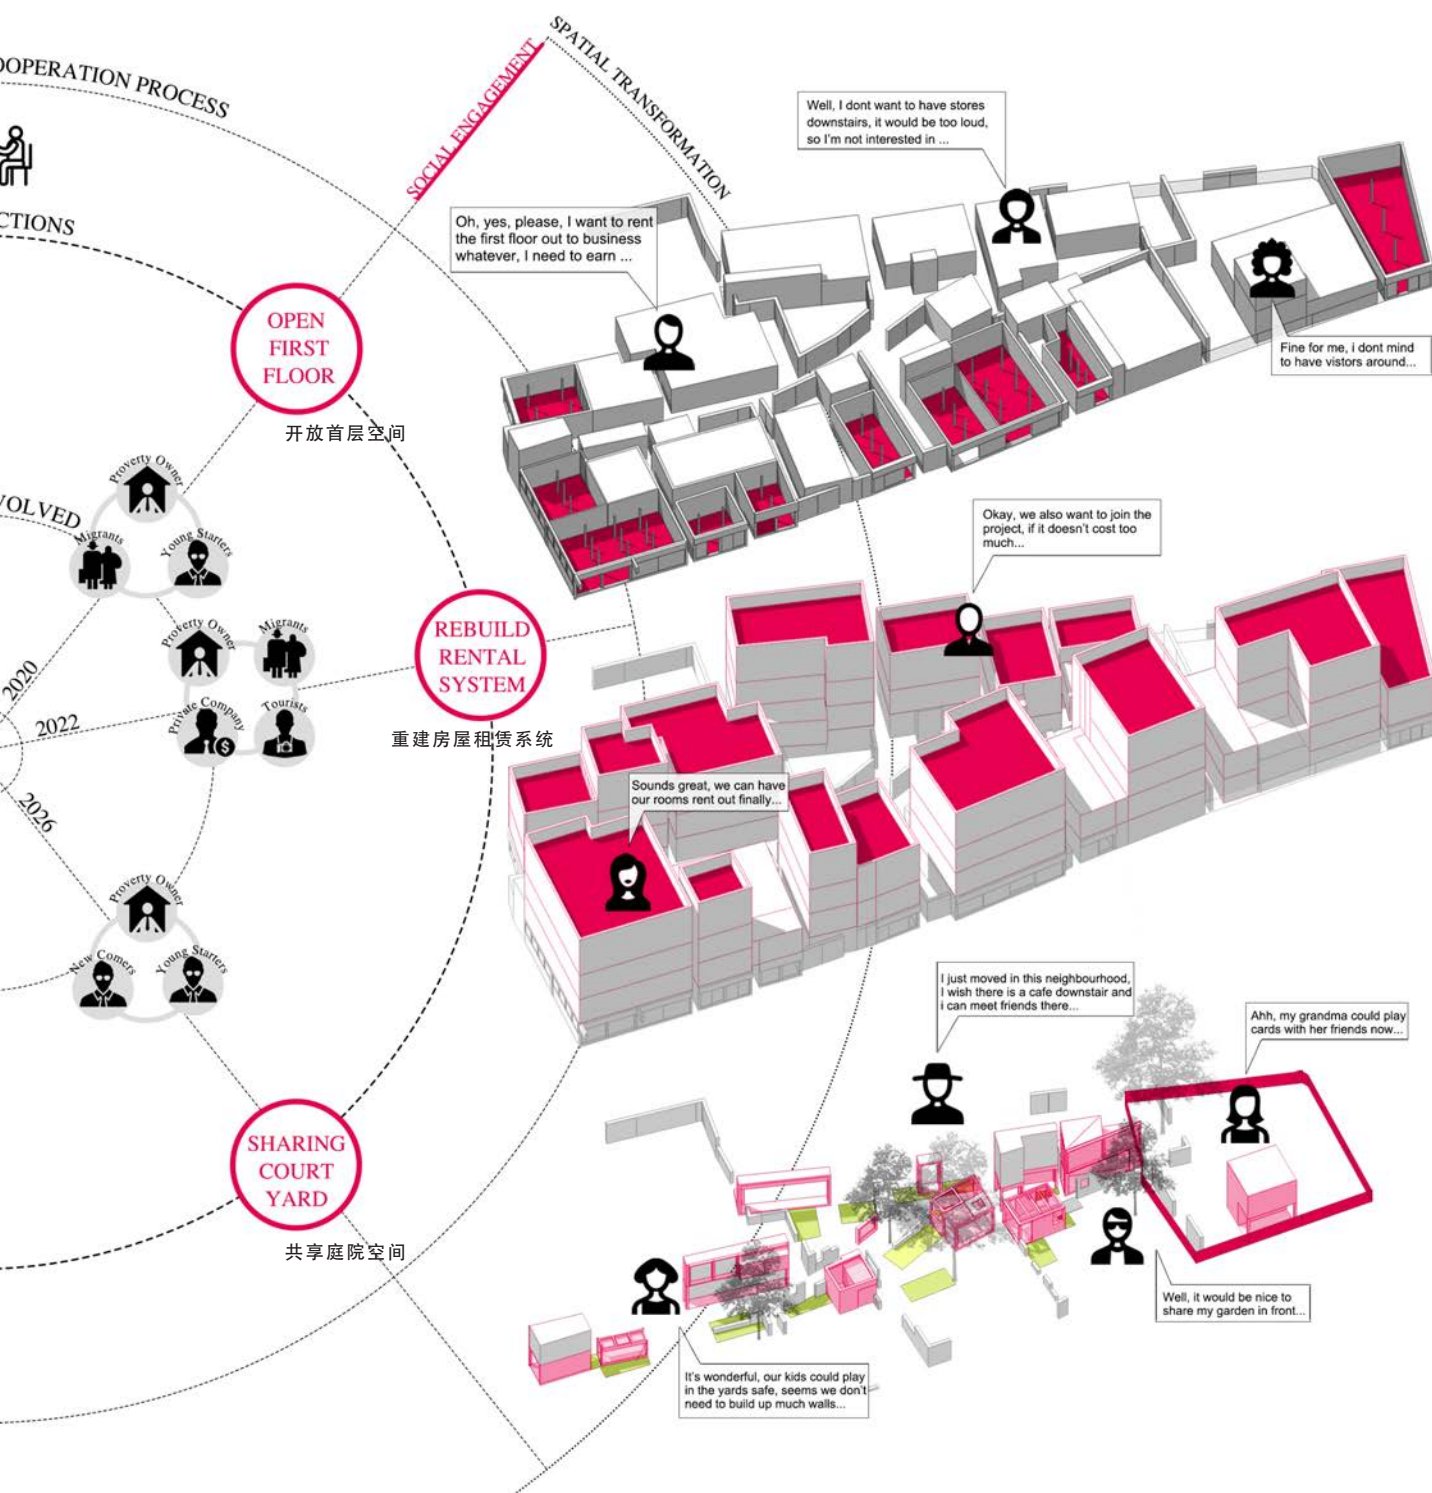 OOPERATION PROCESS
CTIONS
VOLVED
SOCIAL ENGAGEMENT
SPATIAL TRANSFORMATION
Well, I dont want to have stores
downstairs, it would be too loud,
so I'm not interested in ...
Oh, yes, please, I want to rent
the first floor out to business
whatever, I need to earn ...
Fine for me, i dont mind
to have vistors around...
OPEN
FIRST
FLOOR
开放首层空间
Proverty Owner
Migrants
Young Starters
2020
Okay, we also want to join the
project, if it doesn't cost too
much...
REBUILD
RENTAL
SYSTEM
重建房屋租赁系统
Proverty Owner
Migrants
Private Company
Tourists
2022
Sounds great, we can have
our rooms rent out finally...
2026
Proverty Owner
New Comers
Young Starters
I just moved in this neighbourhood,
I wish there is a cafe downstair and
i can meet friends there...
Ahh, my grandma could play
cards with her friends now...
SHARING
COURT
YARD
共享庭院空间
Well, it would be nice to
share my garden in front...
It's wonderful, our kids could play
in the yards safe, seems we don't
need to build up much walls...